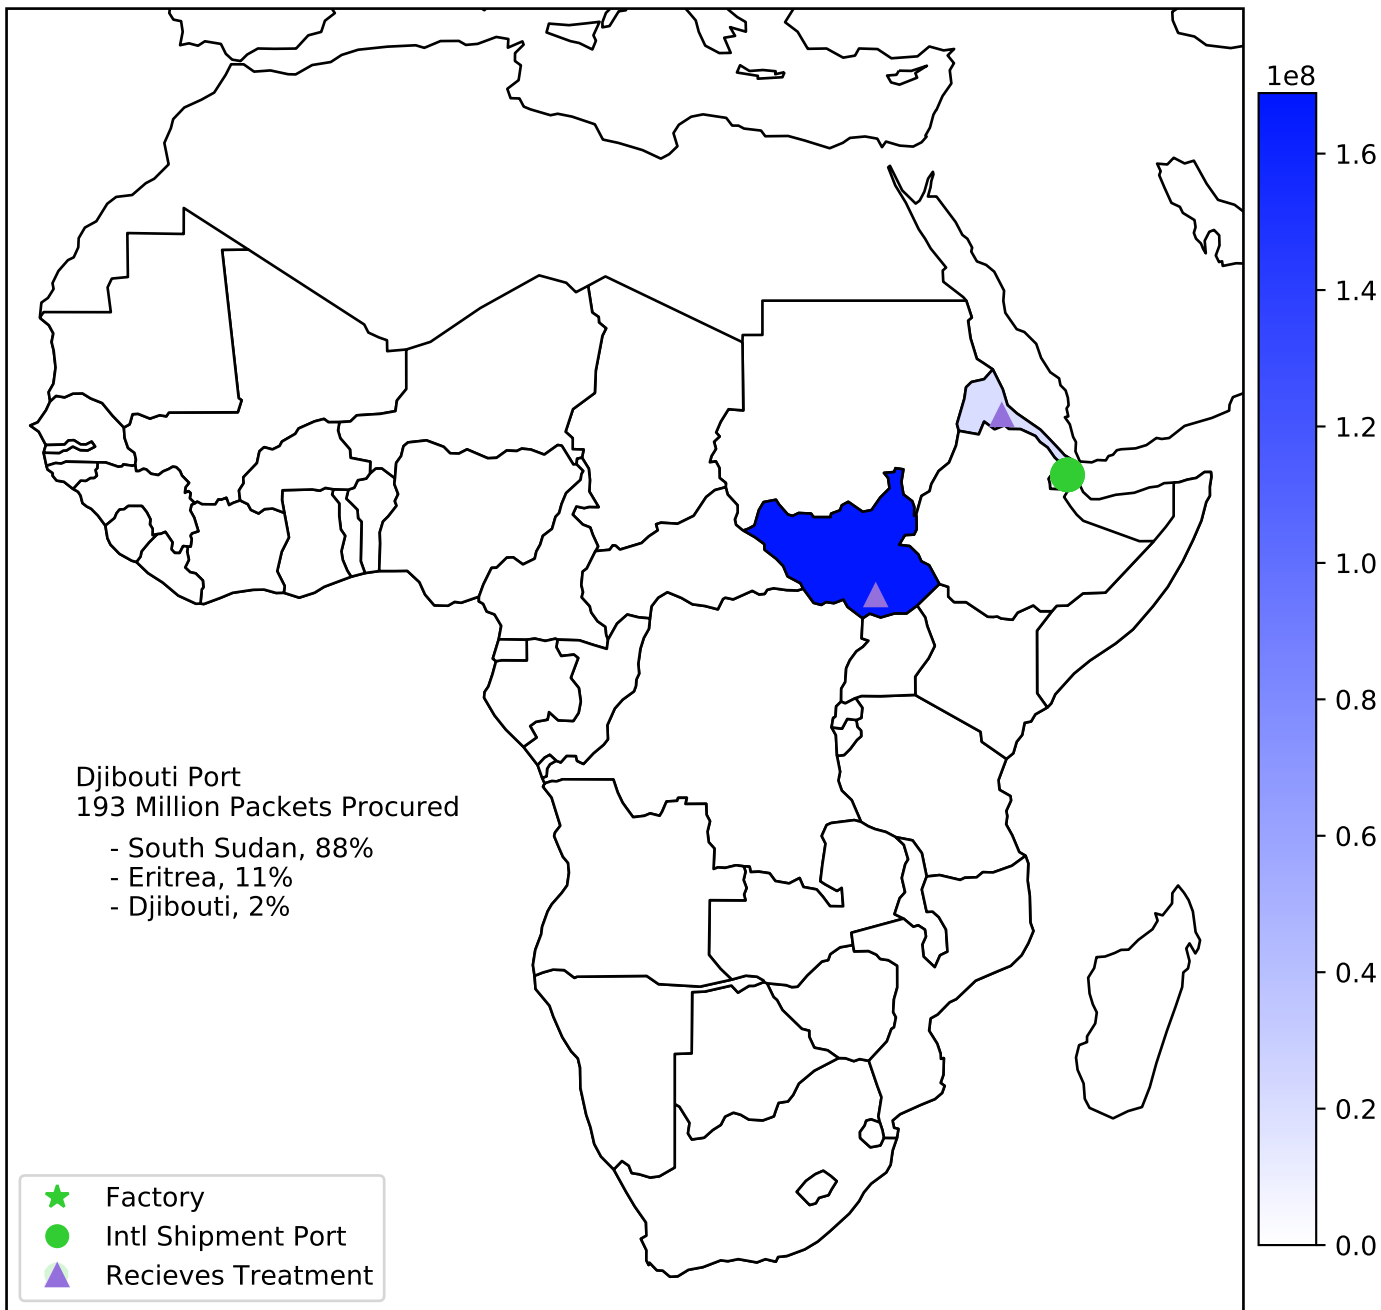 1e8
1.6
1.4
1.2
1.0
0.8
0.6
0.4
0.2
0.0
Djibouti Port
193 Million Packets Procured
- South Sudan, 88%
- Eritrea, 11%
- Djibouti, 2%
Factory
Intl Shipment Port
Recieves Treatment